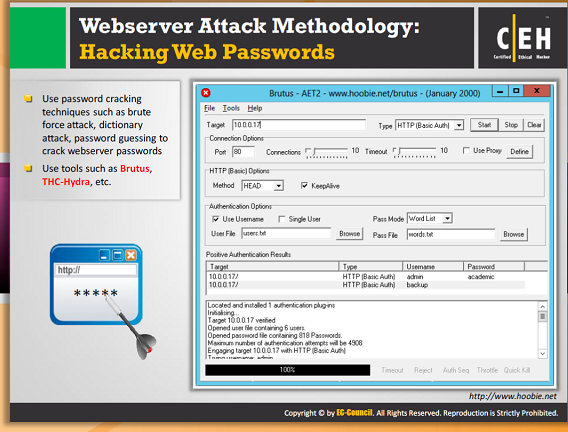 Webserver Attack Methodology:
Hacking Web Passwords
CEH
Certified Ethical Hacker
Use password cracking
techniques such as brute
force attack, dictionary
attack, password guessing to
crack webserver passwords
Use tools such as Brutus,
THC-Hydra, etc.
http://
*****
Brutus - AET2 - www.hoobie.net/brutus - (January 2000)
File Tools Help
Target 10.0.0.17 Type HTTP (Basic Auth) Start Stop Clear
Connection Options
Port 80 Connections 10 Timeout 10 Use Proxy Define
HTTP (Basic) Options
Method HEAD KeepAlive
Authentication Options
Use Username Single User Pass Mode Word List
User File users.txt Browse Pass File words.txt Browse
Positive Authentication Results
Target Type Username Password
10.0.0.17/ HTTP (Basic Auth) admin academic
10.0.0.17/ HTTP (Basic Auth) backup
Located and installed 1 authentication plug-ins
Initialising...
Target 10.0.0.17 verified
Opened user file containing 6 users.
Opened password file containing 818 Passwords.
Maximum number of authentication attempts will be 4908
Engaging target 10.0.0.17 with HTTP (Basic Auth)
Trying username: admin
100% Timeout Reject Auth Seq Throttle Quick Kill
http://www.hoobie.net
Copyright © by EC-Council. All Rights Reserved. Reproduction is Strictly Prohibited.